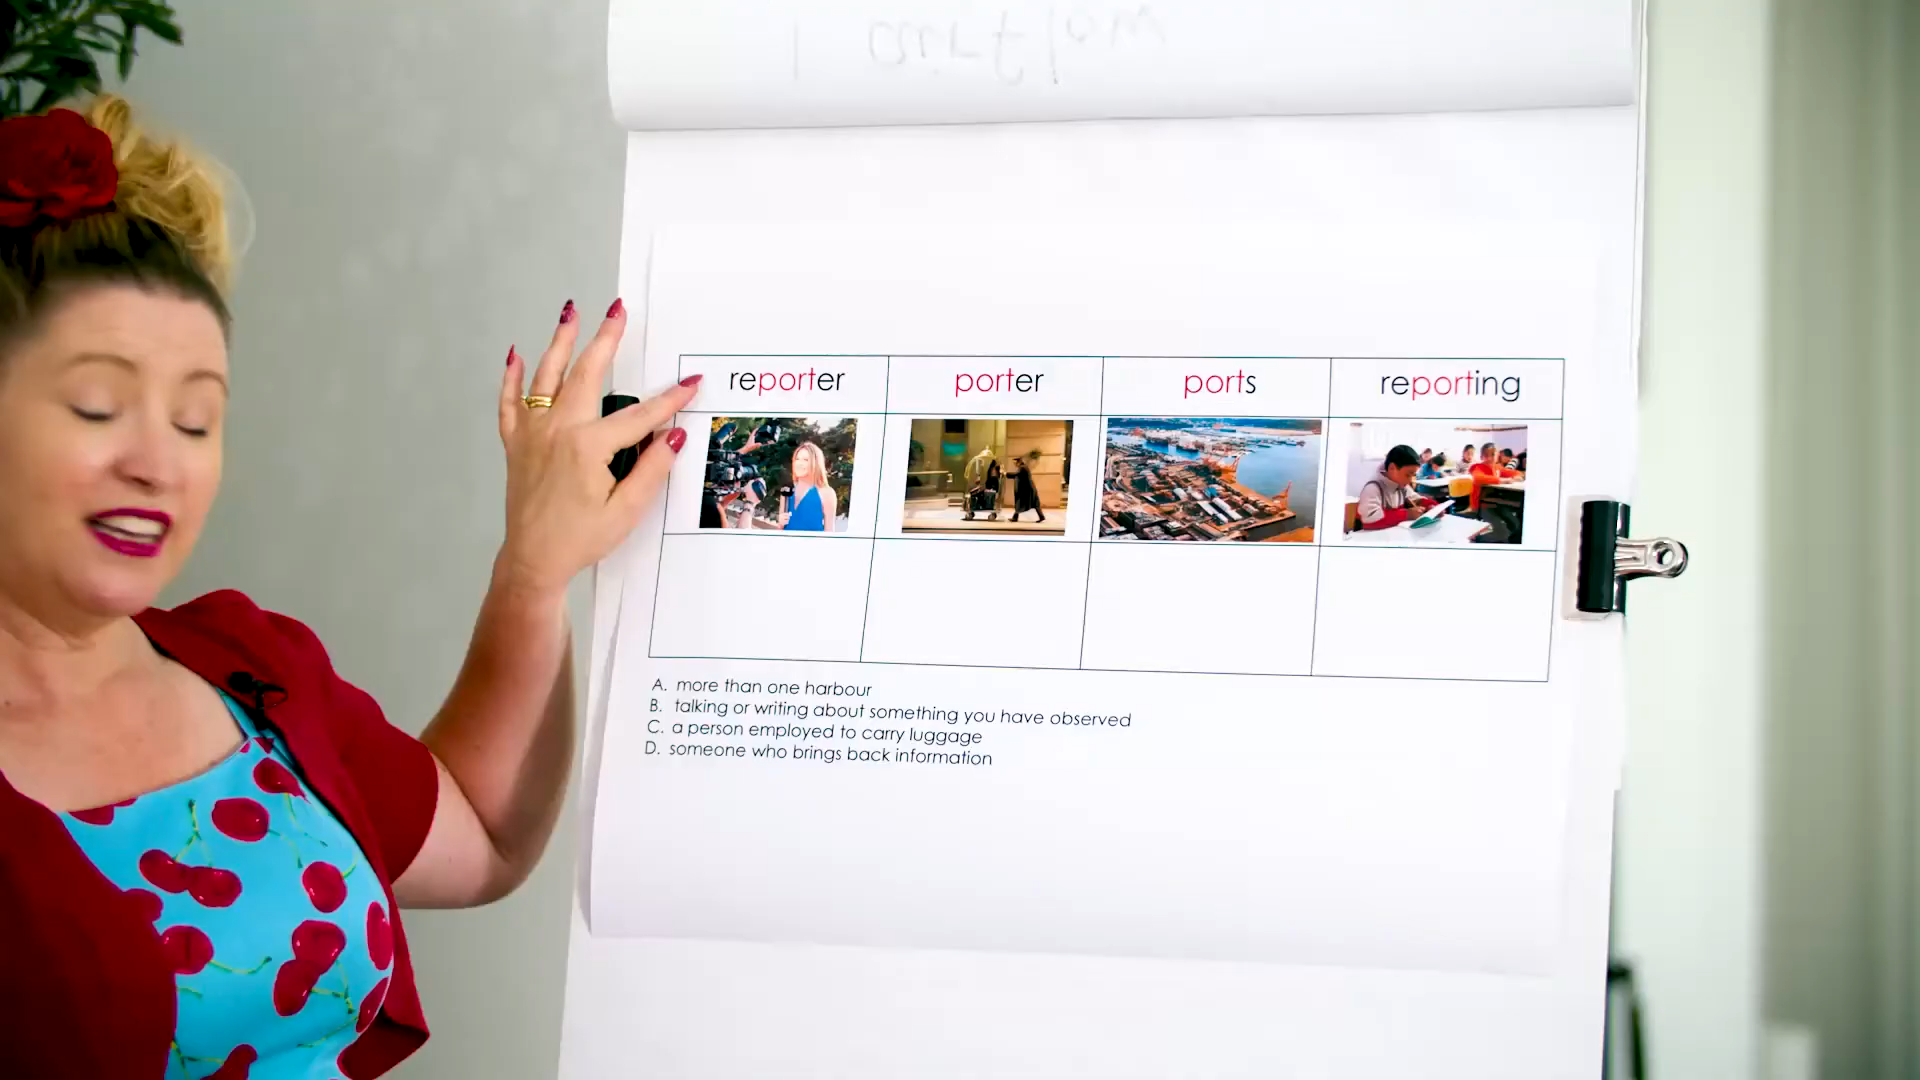 reporter porter ports reporting
A. more than one harbour
B. talking or writing about something you have observed
C. a person employed to carry luggage
D. someone who brings back information